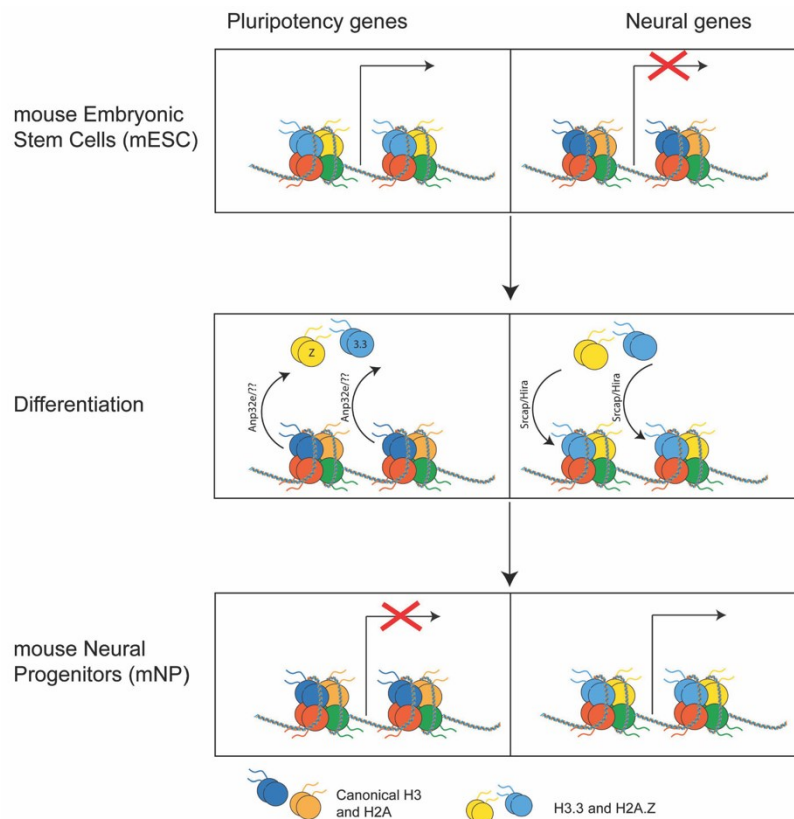 Pluripotency genes
Neural genes
mouse Embryonic
Stem Cells (mESC)
Differentiation
Z
3.3
Anp32e/??
Anp32e/??
Srcap/Hira
Srcap/Hira
mouse Neural
Progenitors (mNP)
Canonical H3
and H2A
H3.3 and H2A.Z